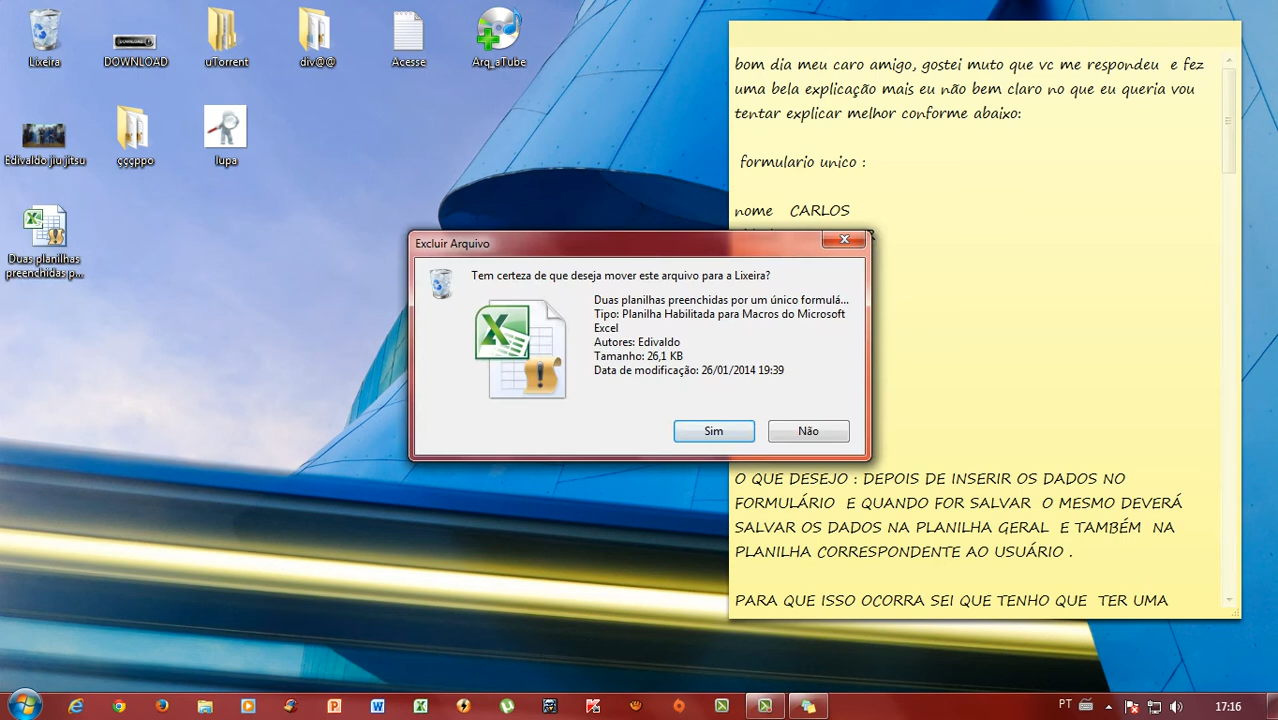 Lixeira
DOWNLOAD
uTorrent
div@@
Acesse
Arq_aTube
Edivaldo jiu jitsu
çççppo
lupa
Duas planilhas
preenchidas p...
bom dia meu caro amigo, gostei muto que vc me respondeu e fez
uma bela explicação mais eu não bem claro no que eu queria vou
tentar explicar melhor conforme abaixo:
formulario unico :
nome CARLOS
Excluir Arquivo
Tem certeza de que deseja mover este arquivo para a Lixeira?
Duas planilhas preenchidas por um único formulá...
Tipo: Planilha Habilitada para Macros do Microsoft
Excel
Autores: Edivaldo
Tamanho: 26,1 KB
Data de modificação: 26/01/2014 19:39
Sim
Não
O QUE DESEJO : DEPOIS DE INSERIR OS DADOS NO
FORMULÁRIO E QUANDO FOR SALVAR O MESMO DEVERÁ
SALVAR OS DADOS NA PLANILHA GERAL E TAMBÉM NA
PLANILHA CORRESPONDENTE AO USUÁRIO .
PARA QUE ISSO OCORRA SEI QUE TENHO QUE TER UMA
PT
17:16